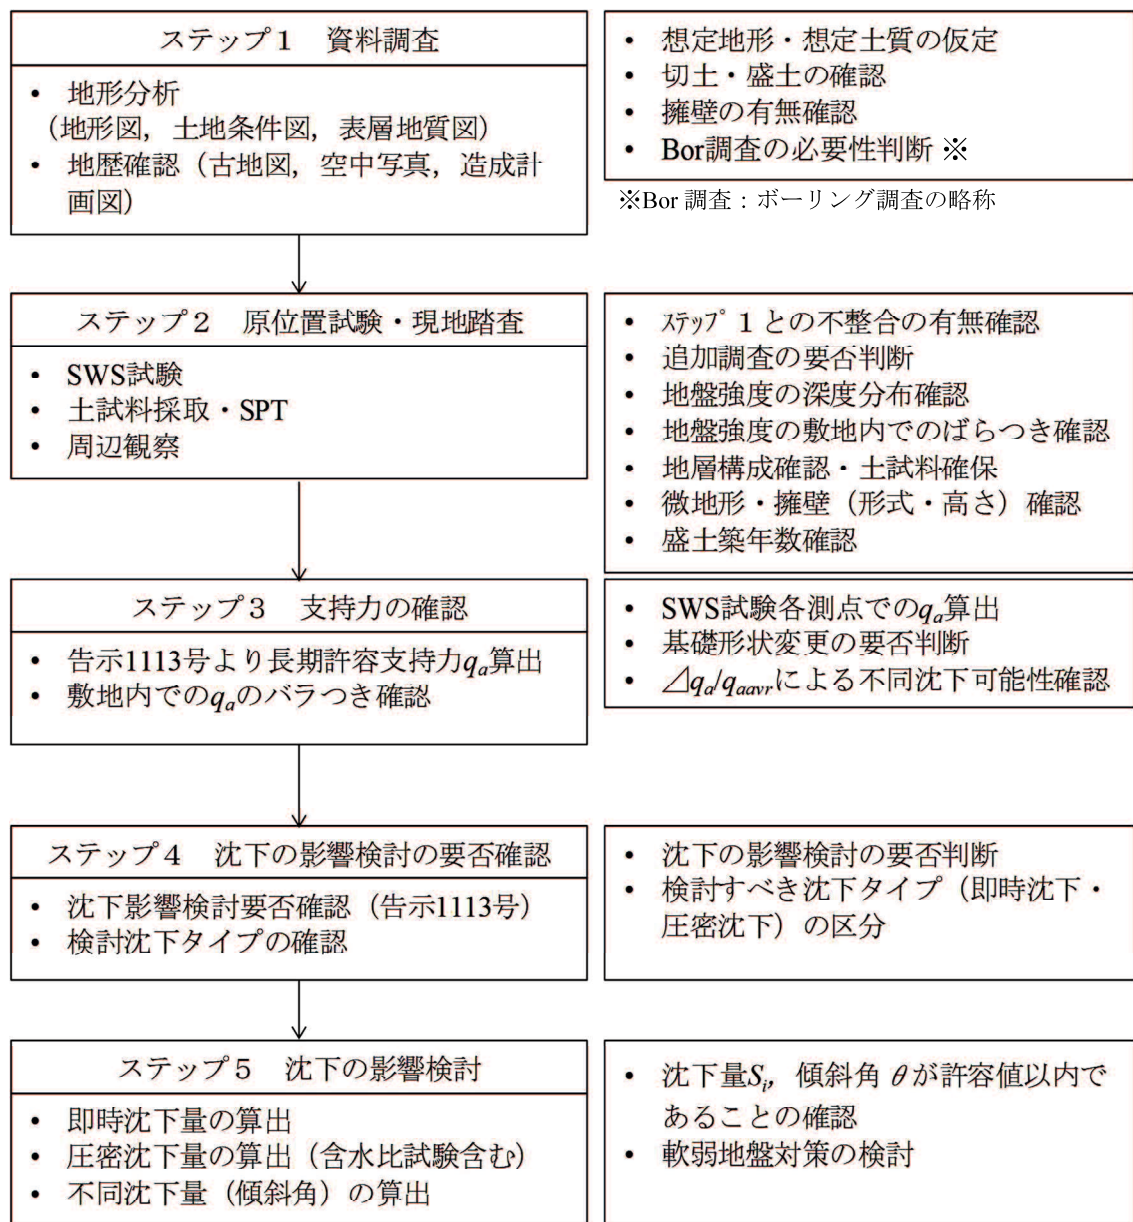 ステップ1 資料調査
• 地形分析
（地形図，土地条件図，表層地質図）
• 地歴確認（古地図，空中写真，造成計
画図）
• 想定地形・想定土質の仮定
• 切土・盛土の確認
• 擁壁の有無確認
• Bor調査の必要性判断 ※
※Bor 調査：ボーリング調査の略称
ステップ２ 原位置試験・現地踏査
• SWS試験
• 土試料採取・SPT
• 周辺観察
• ｽﾃｯﾌﾟ 1 との不整合の有無確認
• 追加調査の要否判断
• 地盤強度の深度分布確認
• 地盤強度の敷地内でのばらつき確認
• 地層構成確認・土試料確保
• 微地形・擁壁（形式・高さ）確認
• 盛土築年数確認
ステップ３ 支持力の確認
• 告示1113号より長期許容支持力qa算出
• 敷地内でのqaのバラつき確認
• SWS試験各測点でのqa算出
• 基礎形状変更の要否判断
• ⊿qa/qaavrによる不同沈下可能性確認
ステップ４ 沈下の影響検討の要否確認
• 沈下影響検討要否確認（告示1113号）
• 検討沈下タイプの確認
• 沈下の影響検討の要否判断
• 検討すべき沈下タイプ（即時沈下・
圧密沈下）の区分
ステップ５ 沈下の影響検討
• 即時沈下量の算出
• 圧密沈下量の算出（含水比試験含む）
• 不同沈下量（傾斜角）の算出
• 沈下量Si，傾斜角 θ が許容値以内で
あることの確認
• 軟弱地盤対策の検討